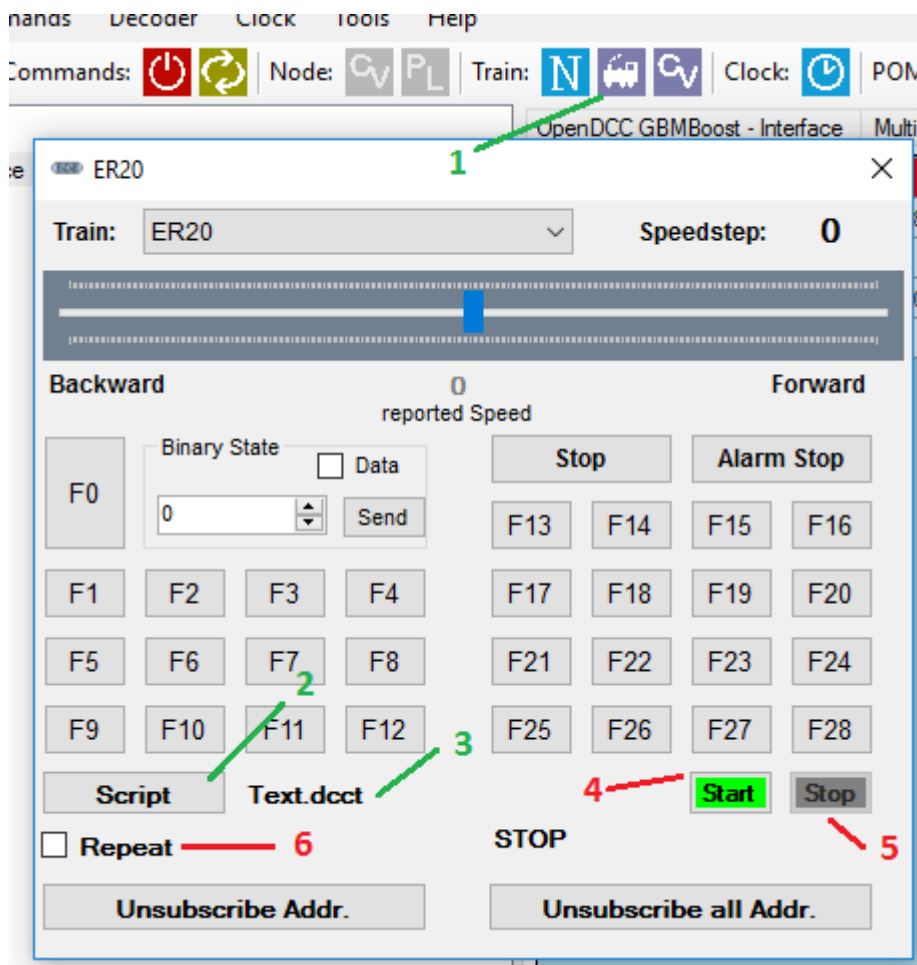 Decoder Clock Tools Help
Commands: Node: CV PL Train: N CV Clock: POM
OpenDCC GBMBoost - Interface
1
ER20
Train: ER20 Speedstep: 0
Backward 0 Forward
reported Speed
Binary State
Data
Stop Alarm Stop
F0
0 Send
F13 F14 F15 F16
F1 F2 F3 F4 F17 F18 F19 F20
F5 F6 F7 F8 F21 F22 F23 F24
2
F9 F10 F11 F12 F25 F26 F27 F28
3
Script Text.dcct 4 Start Stop
Repeat 6 STOP 5
Unsubscribe Addr. Unsubscribe all Addr.